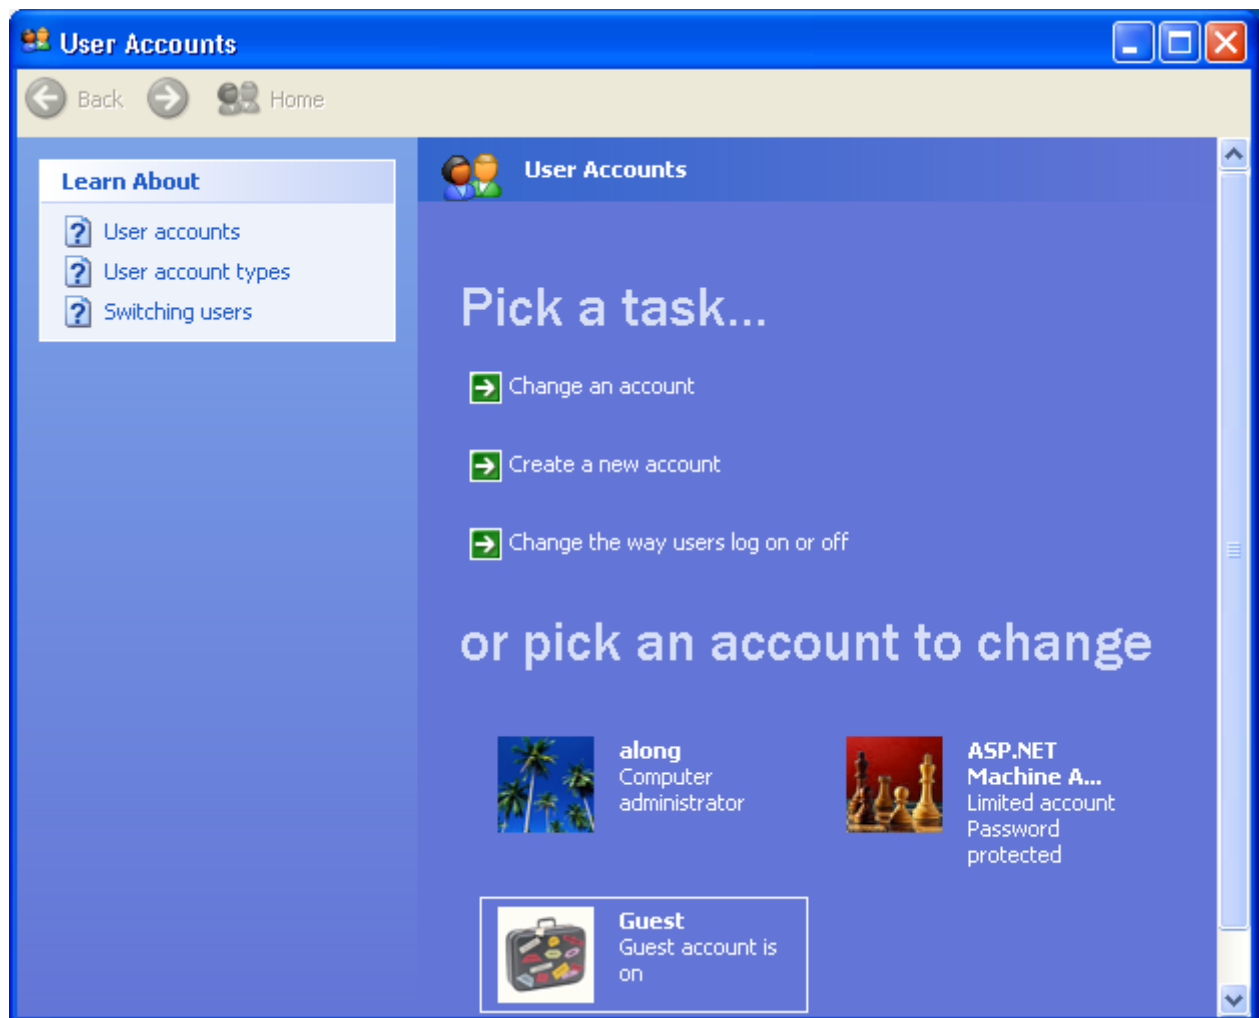 User Accounts
Back
Home
Learn About
User accounts
User account types
Switching users
User Accounts
Pick a task...
Change an account
Create a new account
Change the way users log on or off
or pick an account to change
along
Computer
administrator
ASP.NET
Machine A...
Limited account
Password
protected
Guest
Guest account is
on